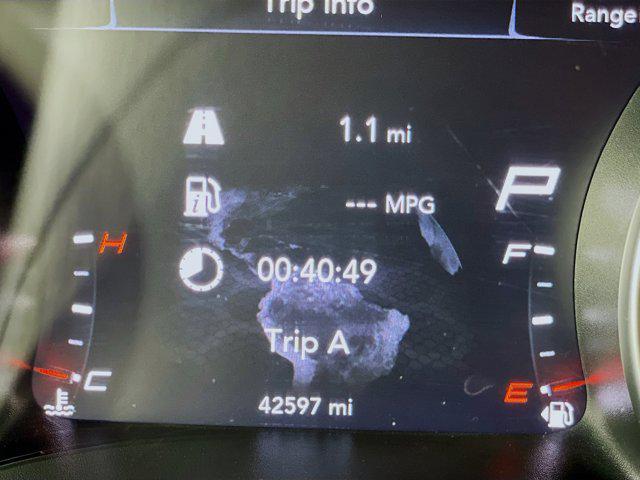 Trip Info
Range
1.1 mi
P
--- MPG
H
F
00:40:49
Trip A
C
E
42597 mi